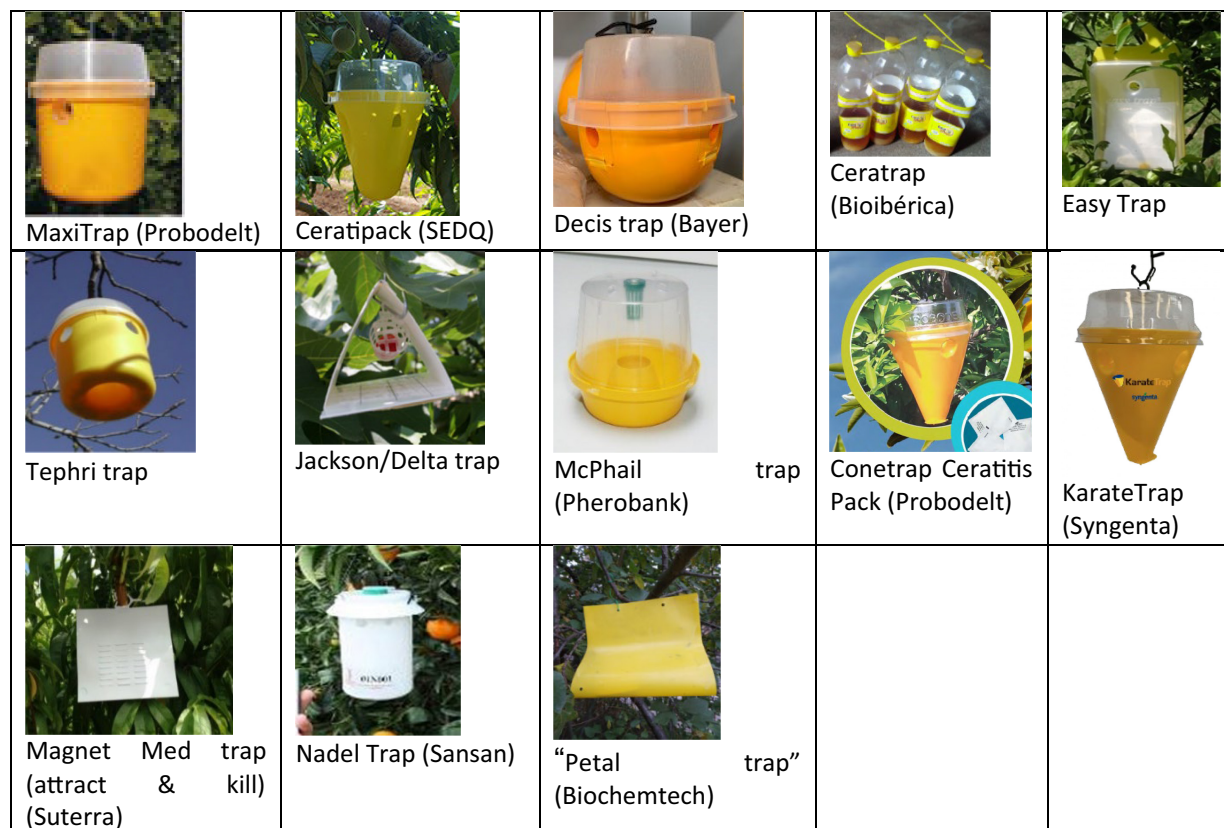 MaxiTrap (Probodelt)
Ceratipack (SEDQ)
Decis trap (Bayer)
Ceratrap
(Bioibérica)
Easy Trap
Tephri trap
Jackson/Delta trap
McPhail trap
(Pherobank)
Conetrap Ceratitis
Pack (Probodelt)
KarateTrap
syngenta
KarateTrap
(Syngenta)
Magnet Med trap
(attract & kill)
(Suterra)
Nadel Trap (Sansan)
“Petal trap”
(Biochemtech)